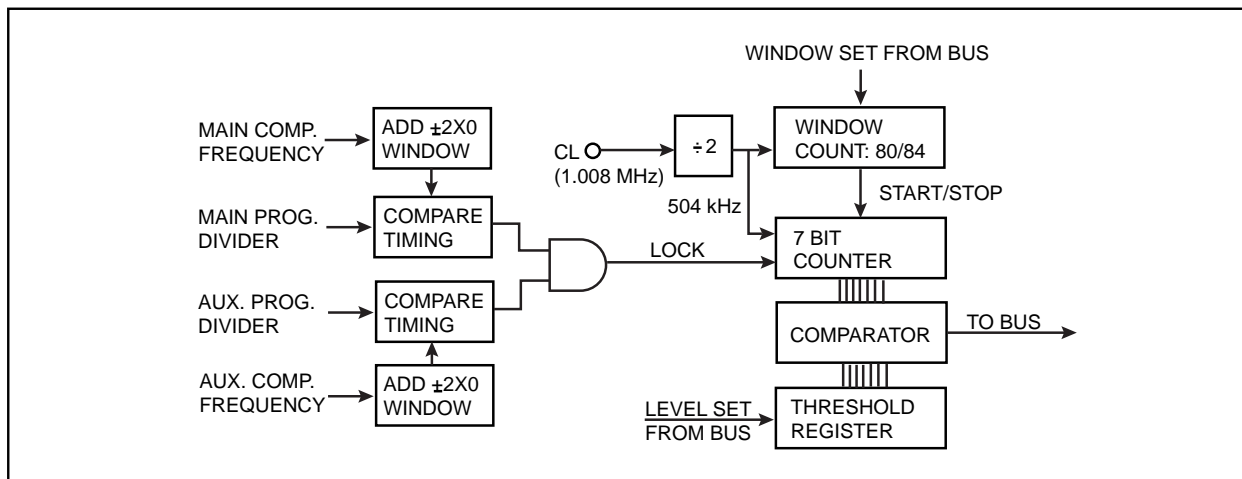 WINDOW SET FROM BUS
MAIN COMP.
FREQUENCY
ADD ±2X0
WINDOW
CL
(1.008 MHz)
÷2
WINDOW
COUNT: 80/84
504 kHz
START/STOP
MAIN PROG.
DIVIDER
COMPARE
TIMING
LOCK
7 BIT
COUNTER
AUX. PROG.
DIVIDER
COMPARE
TIMING
COMPARATOR
TO BUS
AUX. COMP.
FREQUENCY
ADD ±2X0
WINDOW
LEVEL SET
FROM BUS
THRESHOLD
REGISTER